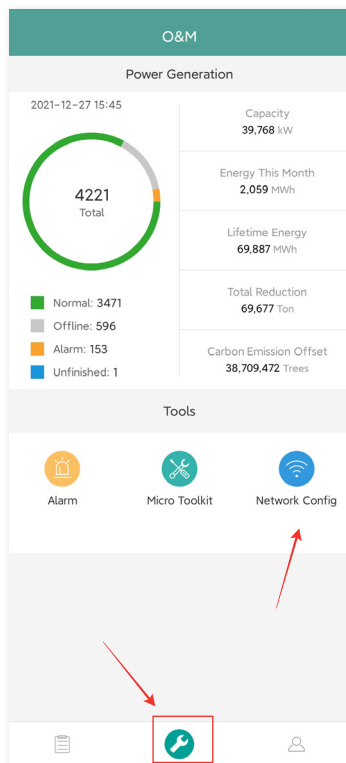 O&M
Power Generation
2021-12-27 15:45
4221
Total
Normal: 3471
Offline: 596
Alarm: 153
Unfinished: 1
Capacity
39,768 kW
Energy This Month
2,059 MWh
Lifetime Energy
69,887 MWh
Total Reduction
69,677 Ton
Carbon Emission Offset
38,709,472 Trees
Tools
Alarm
Micro Toolkit
Network Config